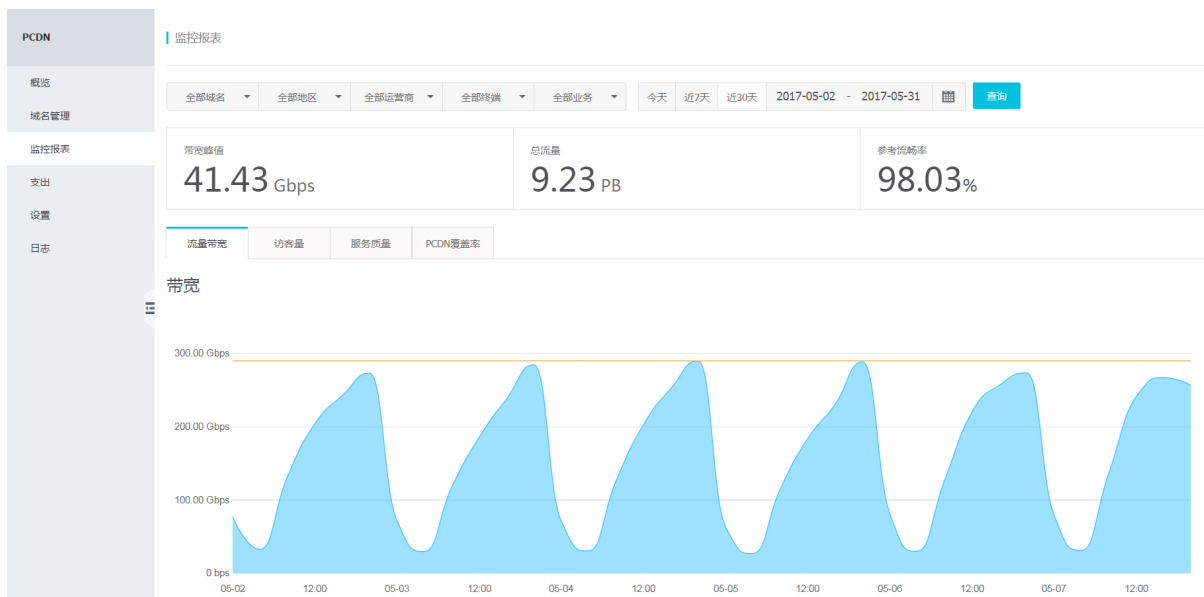 PCDN
概览
域名管理
监控报表
支出
设置
日志
监控报表
全部域名 全部地区 全部运营商 全部终端 全部业务 今天 近7天 近30天 2017-05-02 - 2017-05-31 查询
带宽峰值 总流量 参考流畅率
41.43 Gbps 9.23 PB 98.03%
流量带宽 访客量 服务质量 PCDN覆盖率
带宽
300.00 Gbps
200.00 Gbps
100.00 Gbps
0 bps
05-02 12:00 05-03 12:00 05-04 12:00 05-05 12:00 05-06 12:00 05-07 12:00